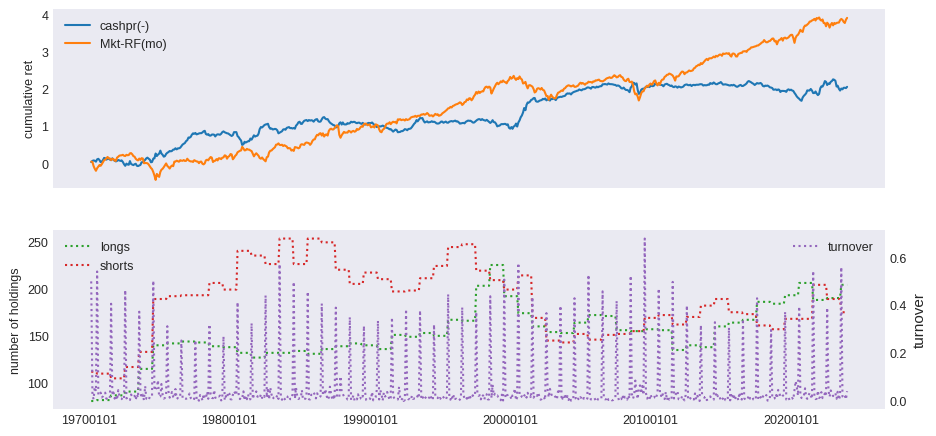 cumulative ret
4
3
2
1
0
cashpr(-)
Mkt-RF(mo)
number of holdings
250
200
150
100
longs
shorts
turnover
0.6
0.4
0.2
0.0
turnover
19700101
19800101
19900101
20000101
20100101
20200101